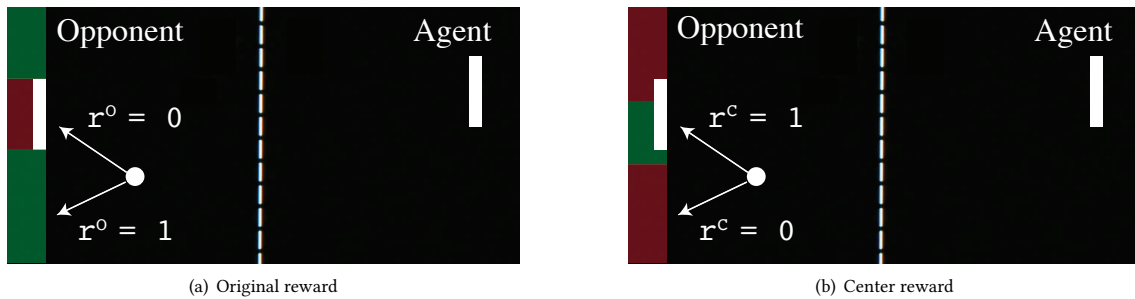 Opponent
Agent
r^o = 0
r^o = 1
(a) Original reward
Opponent
Agent
r^c = 1
r^c = 0
(b) Center reward